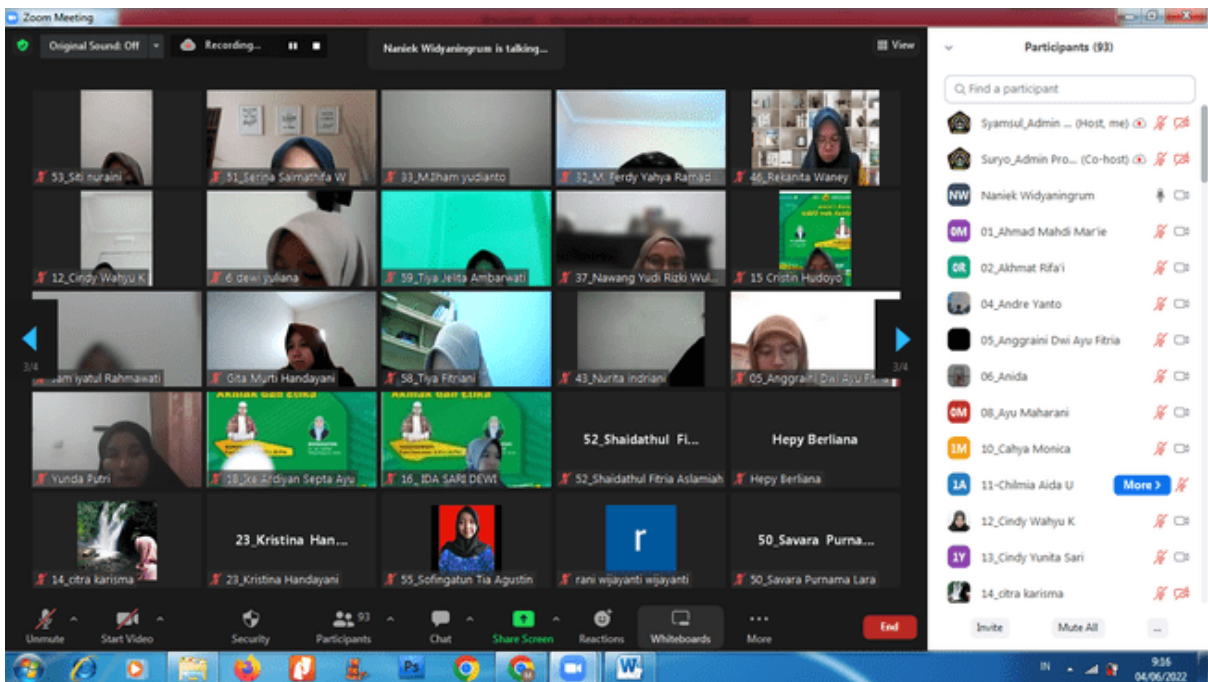 Zoom Meeting
Original Sound: Off
Recording...
Naniek Widyaningrum is talking...
View
53_Siti nuraini
51_Serina Salmathifa W
33_M.Ilham yudianto
32_M. Ferdy Yahya Ramad...
46_Rekanita Waney
12_Cindy Wahyu K
6 dewi yuliana
59_Tiya Jelita Ambarwati
37_Nawang Yudi Rizki Wul...
15 Cristin Hudoyo
3/4
Jam'iyatul Rahmawati
Gita Murti Handayani
58_Tiya Fitriani
43_Nurita indriani
05_Anggraini Dwi Ayu Fi
3/4
Akhlak dan Etika
Akhlak dan Etika
Yunda Putri
18_Ike Ardiyan Septa Ayu
16_ IDA SARI DEWI
52_Shaidathul Fi...
52_Shaidathul Fitria Aslamiah
Hepy Berliana
Hepy Berliana
14_citra karisma
23_Kristina Han...
23_Kristina Handayani
55_Sofingatun Tia Agustin
r
rani wijayanti wijayanti
50_Savara Purna...
50_Savara Purnama Lara
Unmute
Start Video
Security
Participants
93
Chat
Share Screen
Reactions
Whiteboards
More
End
Participants (93)
Find a participant
Syamsul_Admin ... (Host, me)
Suryo_Admin Pro... (Co-host)
NW Naniek Widyaningrum
0M 01_Ahmad Mahdi Mar'ie
0R 02_Akhmat Rifa'i
04_Andre Yanto
05_Anggraini Dwi Ayu Fitria
06_Anida
0M 08_Ayu Maharani
1M 10_Cahya Monica
1A 11-Chilmia Aida U More >
12_Cindy Wahyu K
1Y 13_Cindy Yunita Sari
14_citra karisma
Invite
Mute All
...
Ps
W
IN
9:16
04/06/2022